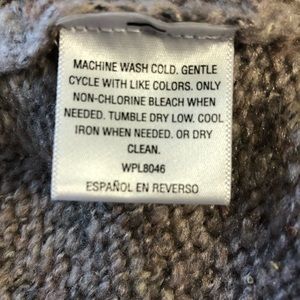 MACHINE WASH COLD. GENTLE
CYCLE WITH LIKE COLORS. ONLY
NON-CHLORINE BLEACH WHEN
NEEDED. TUMBLE DRY LOW. COOL
IRON WHEN NEEDED. OR DRY
CLEAN.
WPL8046
ESPAÑOL EN REVERSO